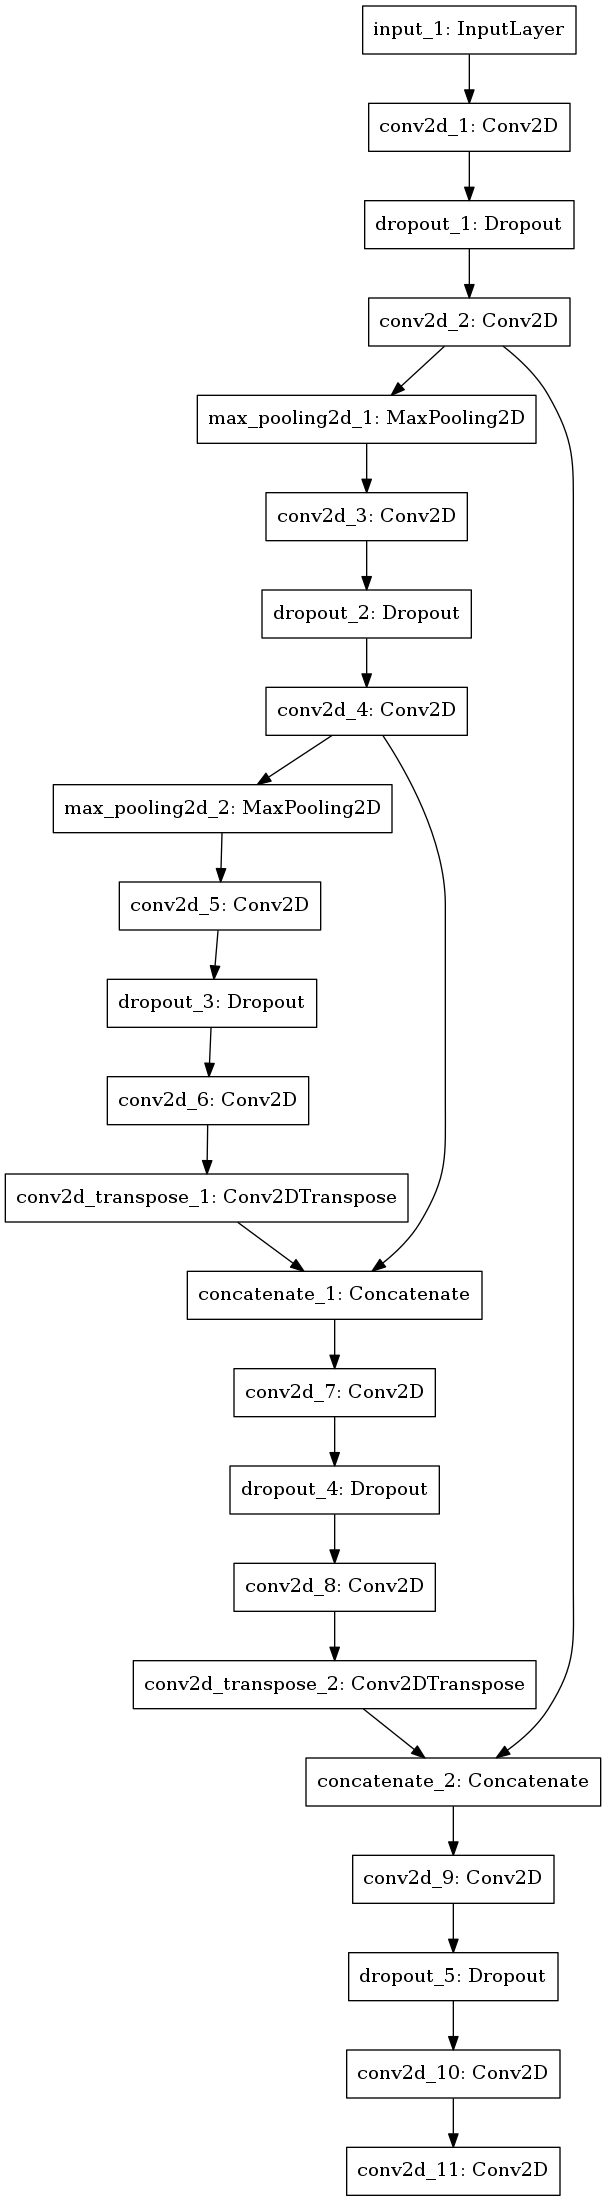 input_1: InputLayer
conv2d_1: Conv2D
dropout_1: Dropout
conv2d_2: Conv2D
max_pooling2d_1: MaxPooling2D
conv2d_3: Conv2D
dropout_2: Dropout
conv2d_4: Conv2D
max_pooling2d_2: MaxPooling2D
conv2d_5: Conv2D
dropout_3: Dropout
conv2d_6: Conv2D
conv2d_transpose_1: Conv2DTranspose
concatenate_1: Concatenate
conv2d_7: Conv2D
dropout_4: Dropout
conv2d_8: Conv2D
conv2d_transpose_2: Conv2DTranspose
concatenate_2: Concatenate
conv2d_9: Conv2D
dropout_5: Dropout
conv2d_10: Conv2D
conv2d_11: Conv2D